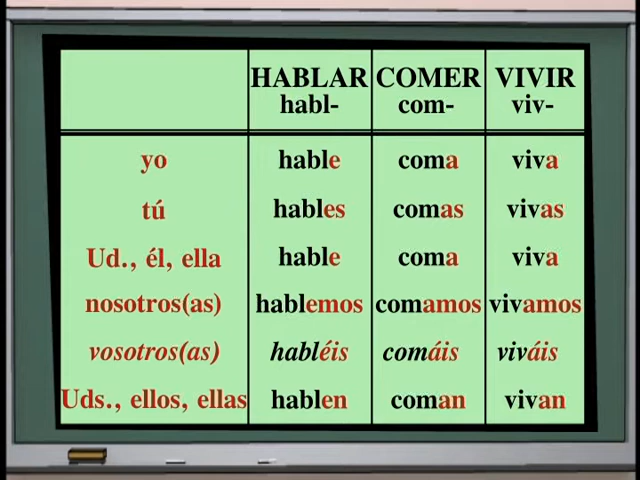 HABLAR COMER VIVIR
habl- com- viv-
yo hable coma viva
tú hables comas vivas
Ud., él, ella hable coma viva
nosotros(as) hablemos comamos vivamos
vosotros(as) habléis comáis viváis
Uds., ellos, ellas hablen coman vivan